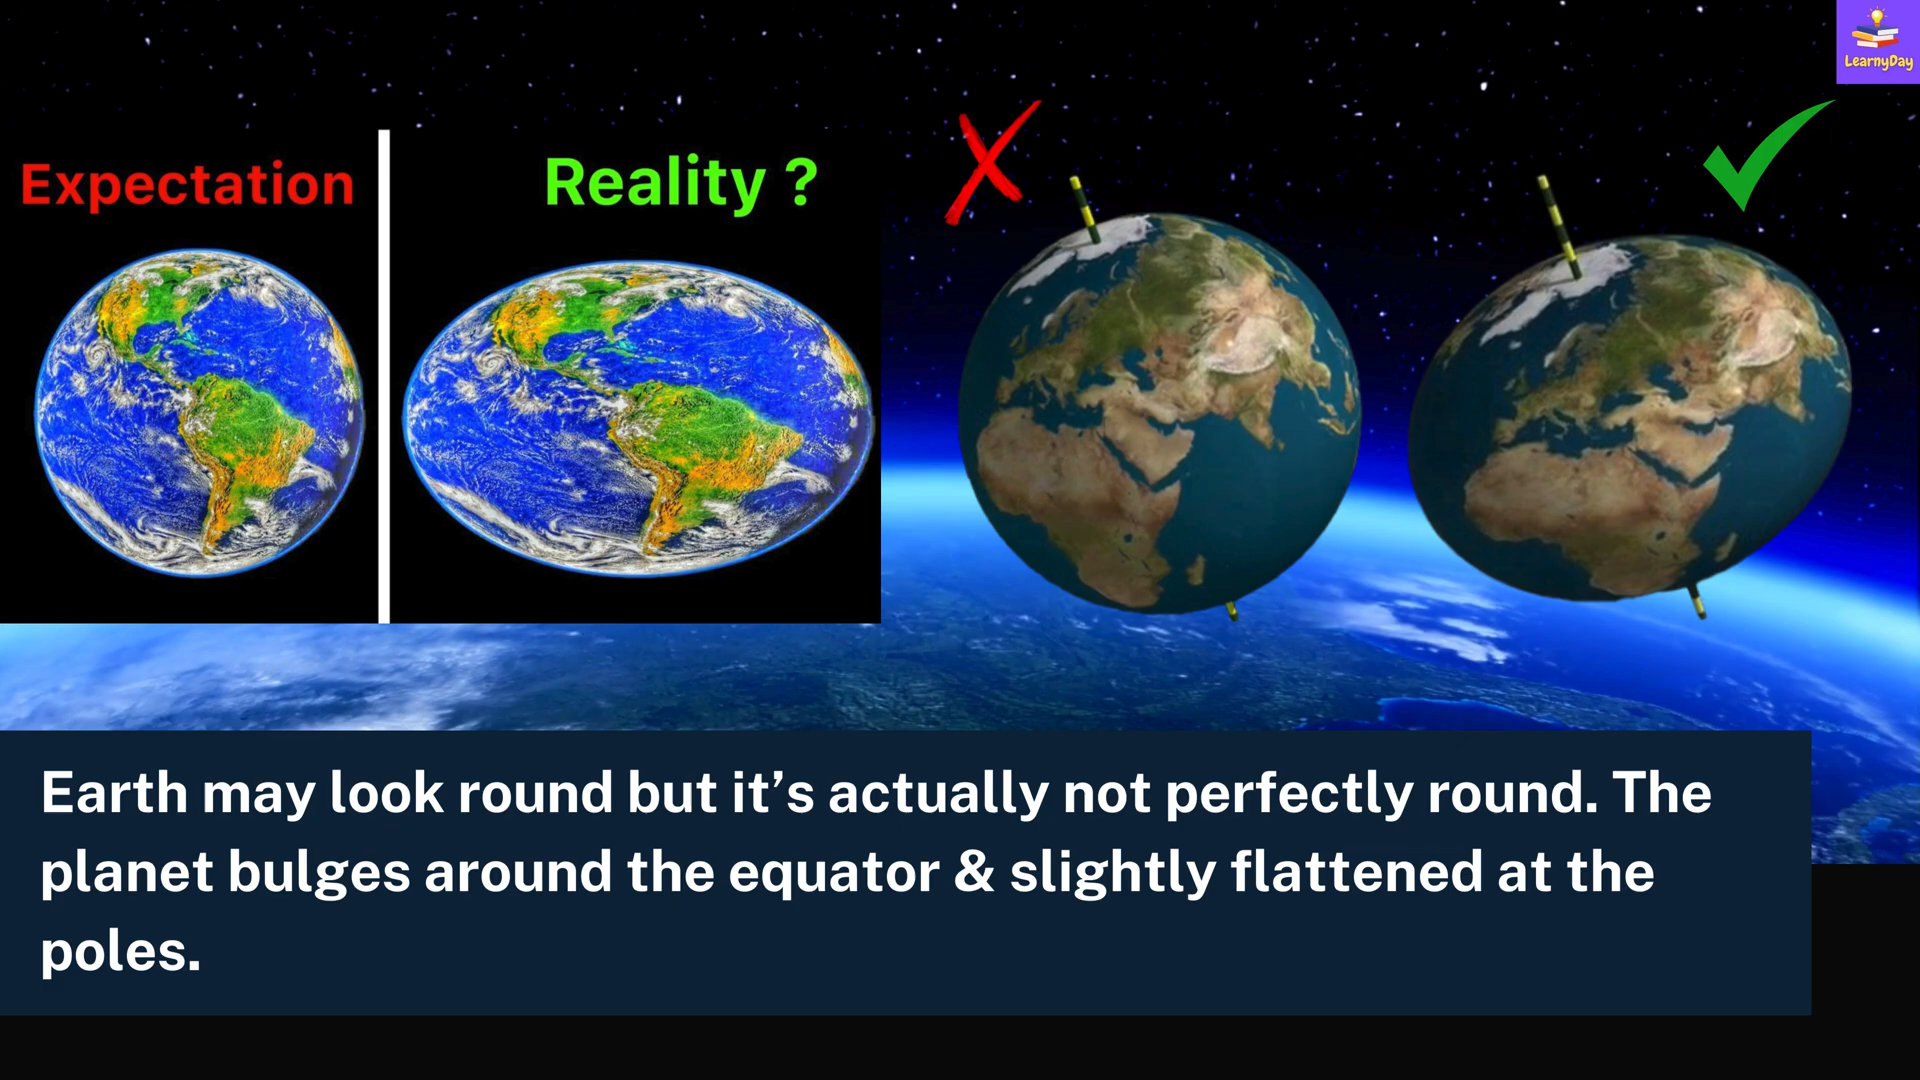 LearnyDay
Expectation
Reality ?
Earth may look round but it’s actually not perfectly round. The
planet bulges around the equator & slightly flattened at the
poles.